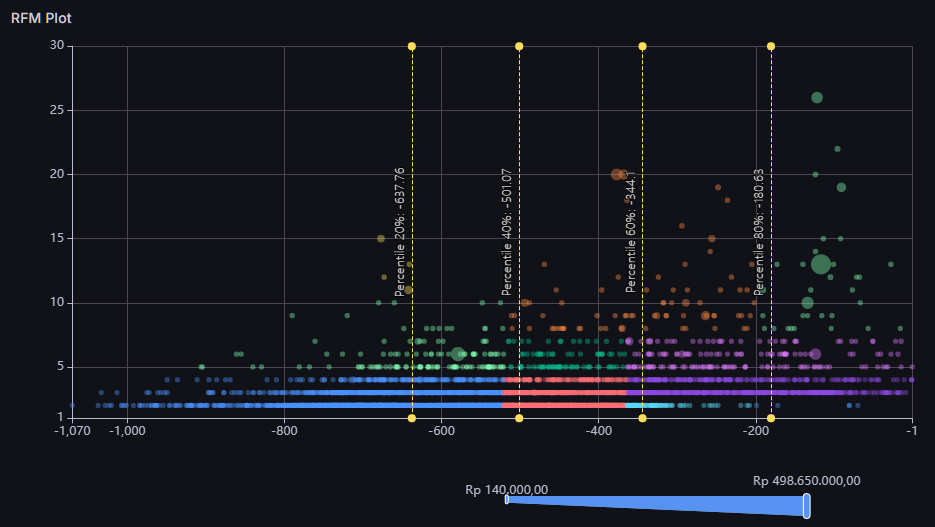 RFM Plot
30
25
20
15
10
5
1
Percentile 20%: -637.76
Percentile 40%: -501.07
Percentile 60%: -344.1
Percentile 80%: -180.63
-1,070
-1,000
-800
-600
-400
-200
-1
Rp 140.000,00
Rp 498.650.000,00